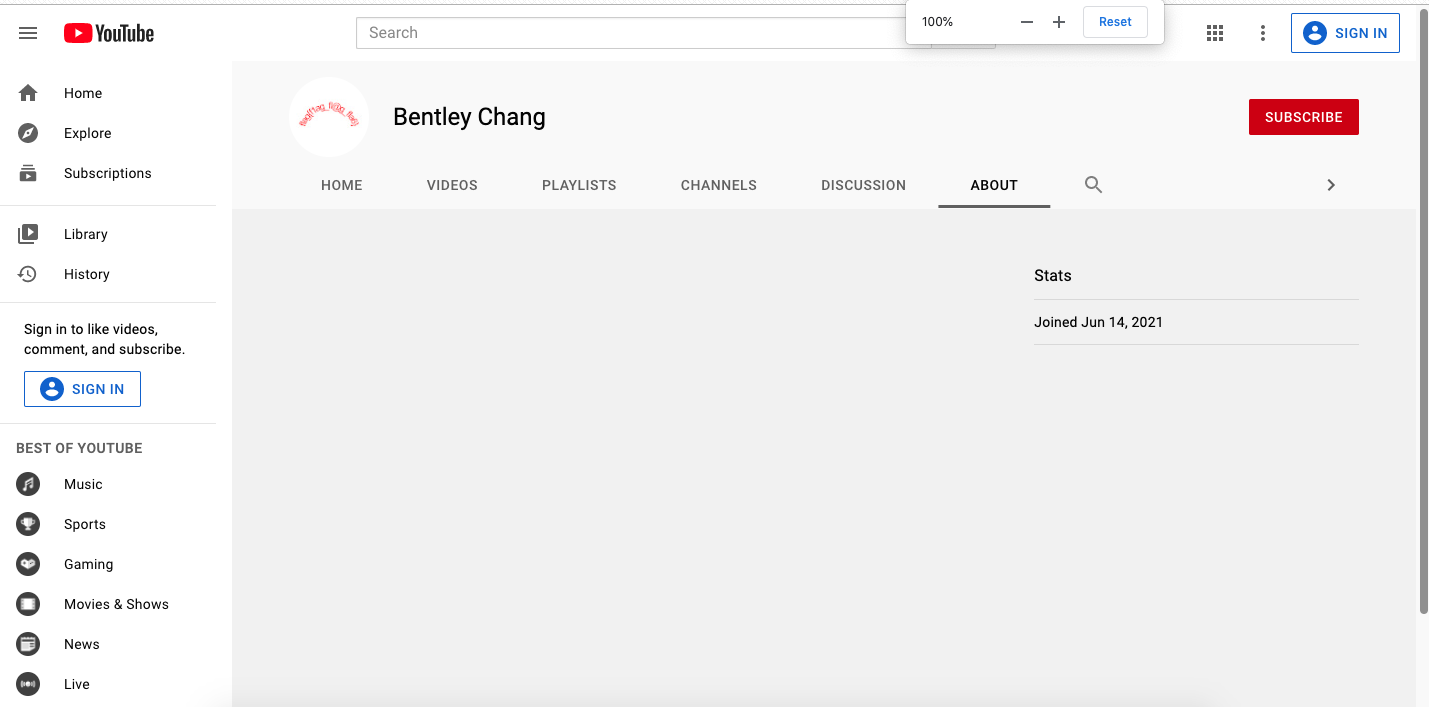 YouTube
Search
100%
Reset
SIGN IN
Home
Explore
Subscriptions
Library
History
Sign in to like videos,
comment, and subscribe.
SIGN IN
BEST OF YOUTUBE
Music
Sports
Gaming
Movies & Shows
News
Live
Bentley Chang
SUBSCRIBE
HOME
VIDEOS
PLAYLISTS
CHANNELS
DISCUSSION
ABOUT
Stats
Joined Jun 14, 2021